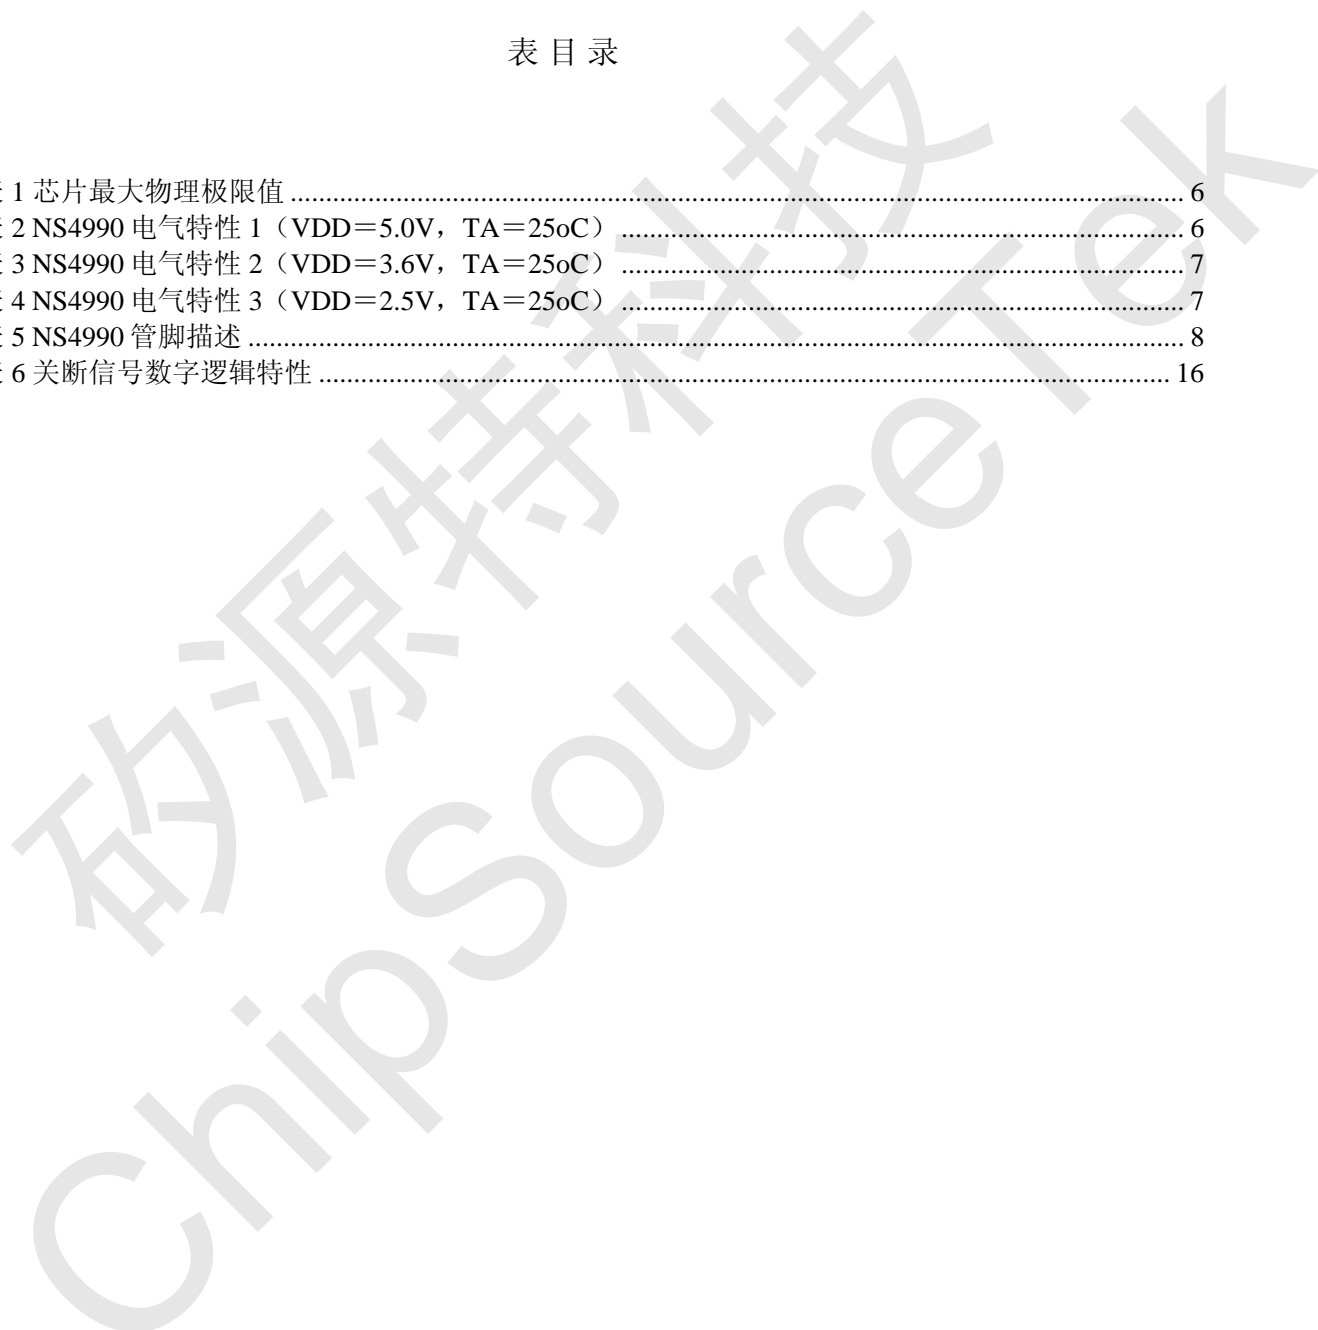 表 目 录
表 1 芯片最大物理极限值 ........ 6
表 2 NS4990 电气特性 1（VDD＝5.0V，TA＝25oC） ........ 6
表 3 NS4990 电气特性 2（VDD＝3.6V，TA＝25oC） ........ 7
表 4 NS4990 电气特性 3（VDD＝2.5V，TA＝25oC） ........ 7
表 5 NS4990 管脚描述 ........ 8
表 6 关断信号数字逻辑特性 ........ 16
矽源特科技
ChipSourceTek